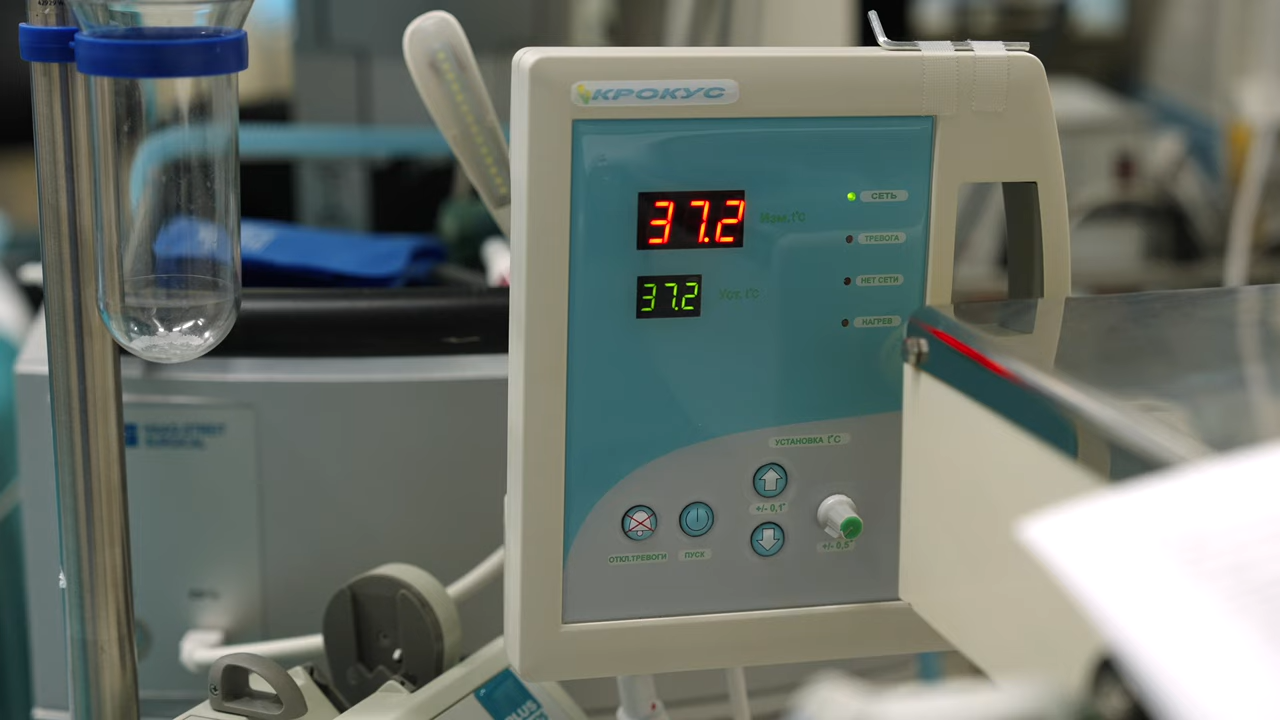 КРОКУС
37.2
Изм. t°C
37.2
Уст. t°C
СЕТЬ
ТРЕВОГА
НЕТ СЕТИ
НАГРЕВ
УСТАНОВКА t°C
+/- 0,1°
+/- 0,5°
ОТКЛ.ТРЕВОГИ
ПУСК
PLUS